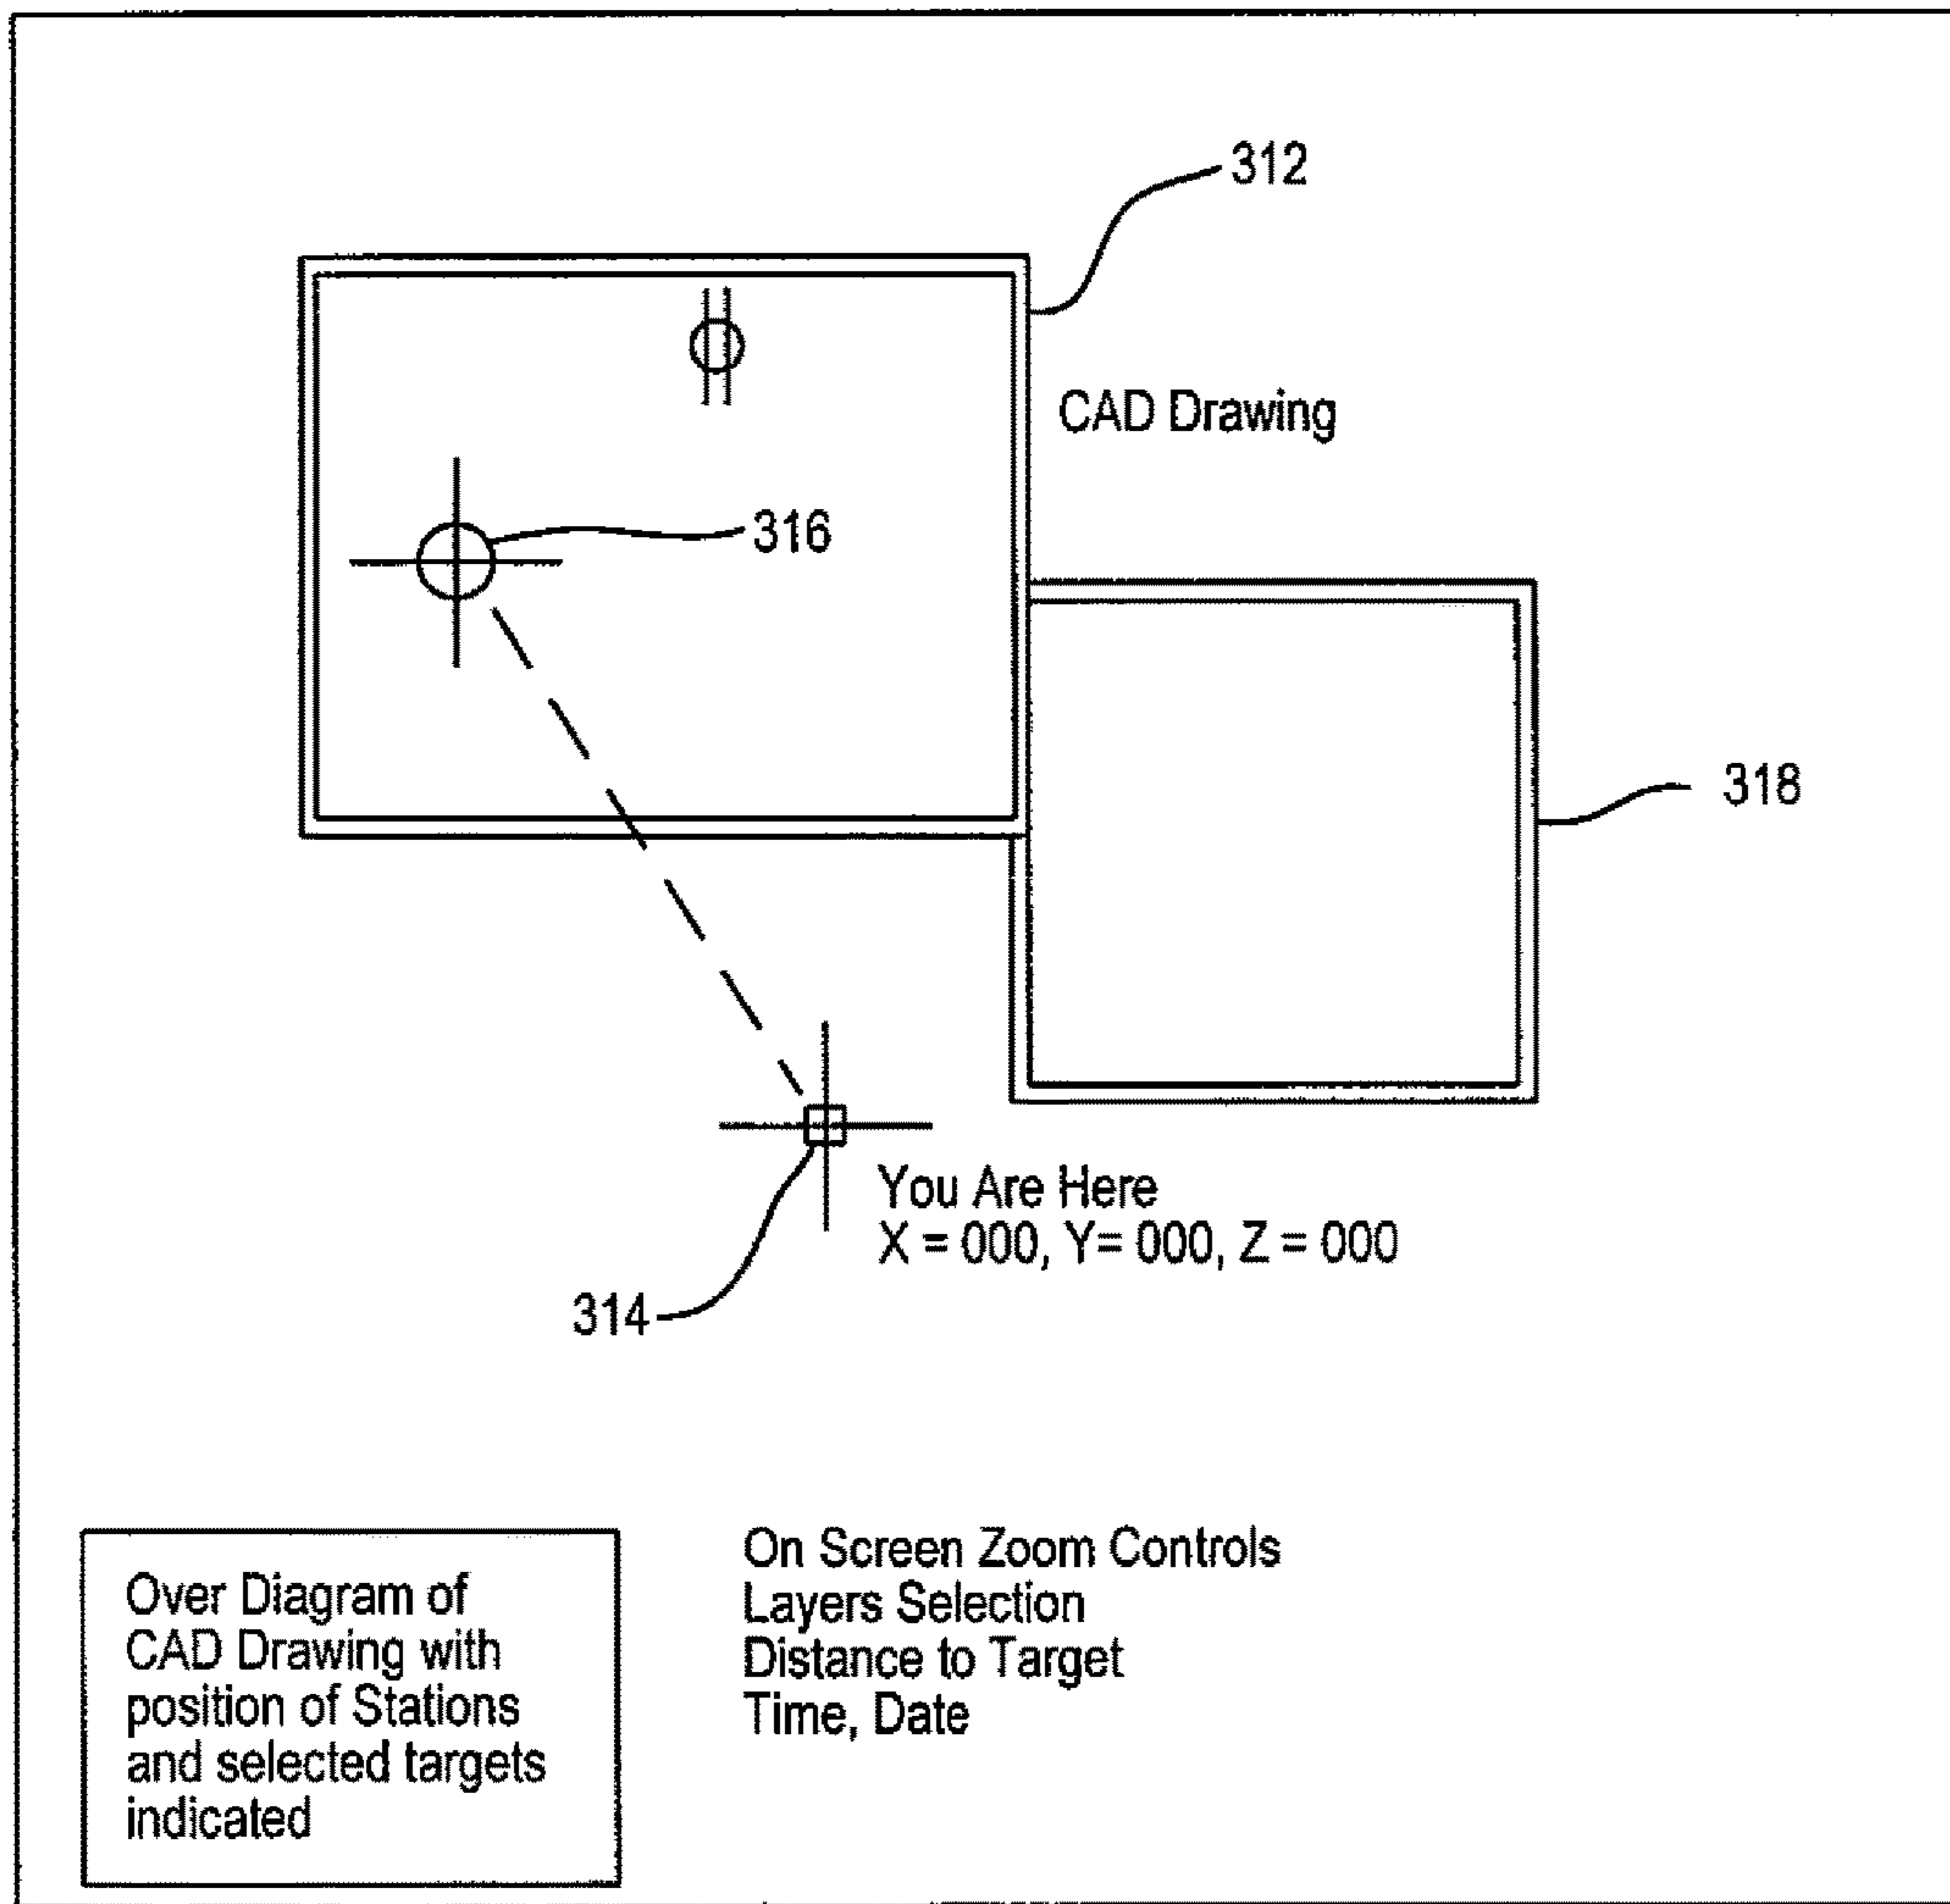 312
CAD Drawing
316
318
You Are Here
X = 000, Y= 000, Z = 000
314
Over Diagram of
CAD Drawing with
position of Stations
and selected targets
indicated
On Screen Zoom Controls
Layers Selection
Distance to Target
Time, Date